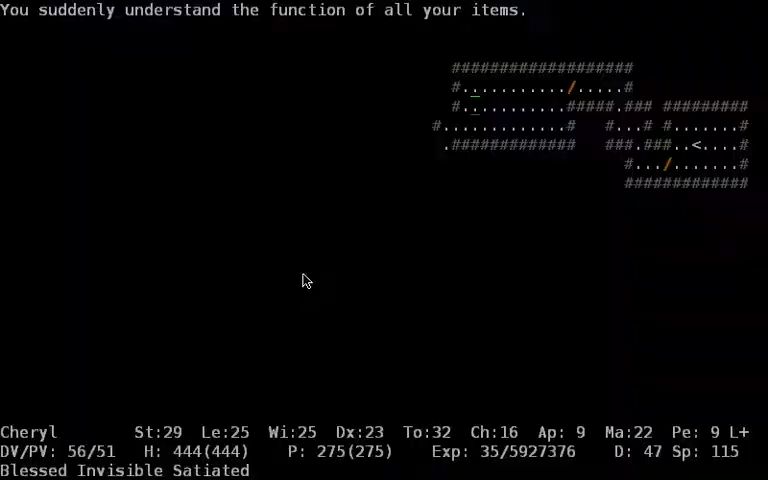 You suddenly understand the function of all your items.
###################
#._........../.....#
#._..........#####.### #########
#.............#   #...# #.......#
.#############   ###.###..<....#
#.../.......#
#############
Cheryl St:29 Le:25 Wi:25 Dx:23 To:32 Ch:16 Ap: 9 Ma:22 Pe: 9 L+
DV/PV: 56/51 H: 444(444) P: 275(275) Exp: 35/5927376 D: 47 Sp: 115
Blessed Invisible Satiated